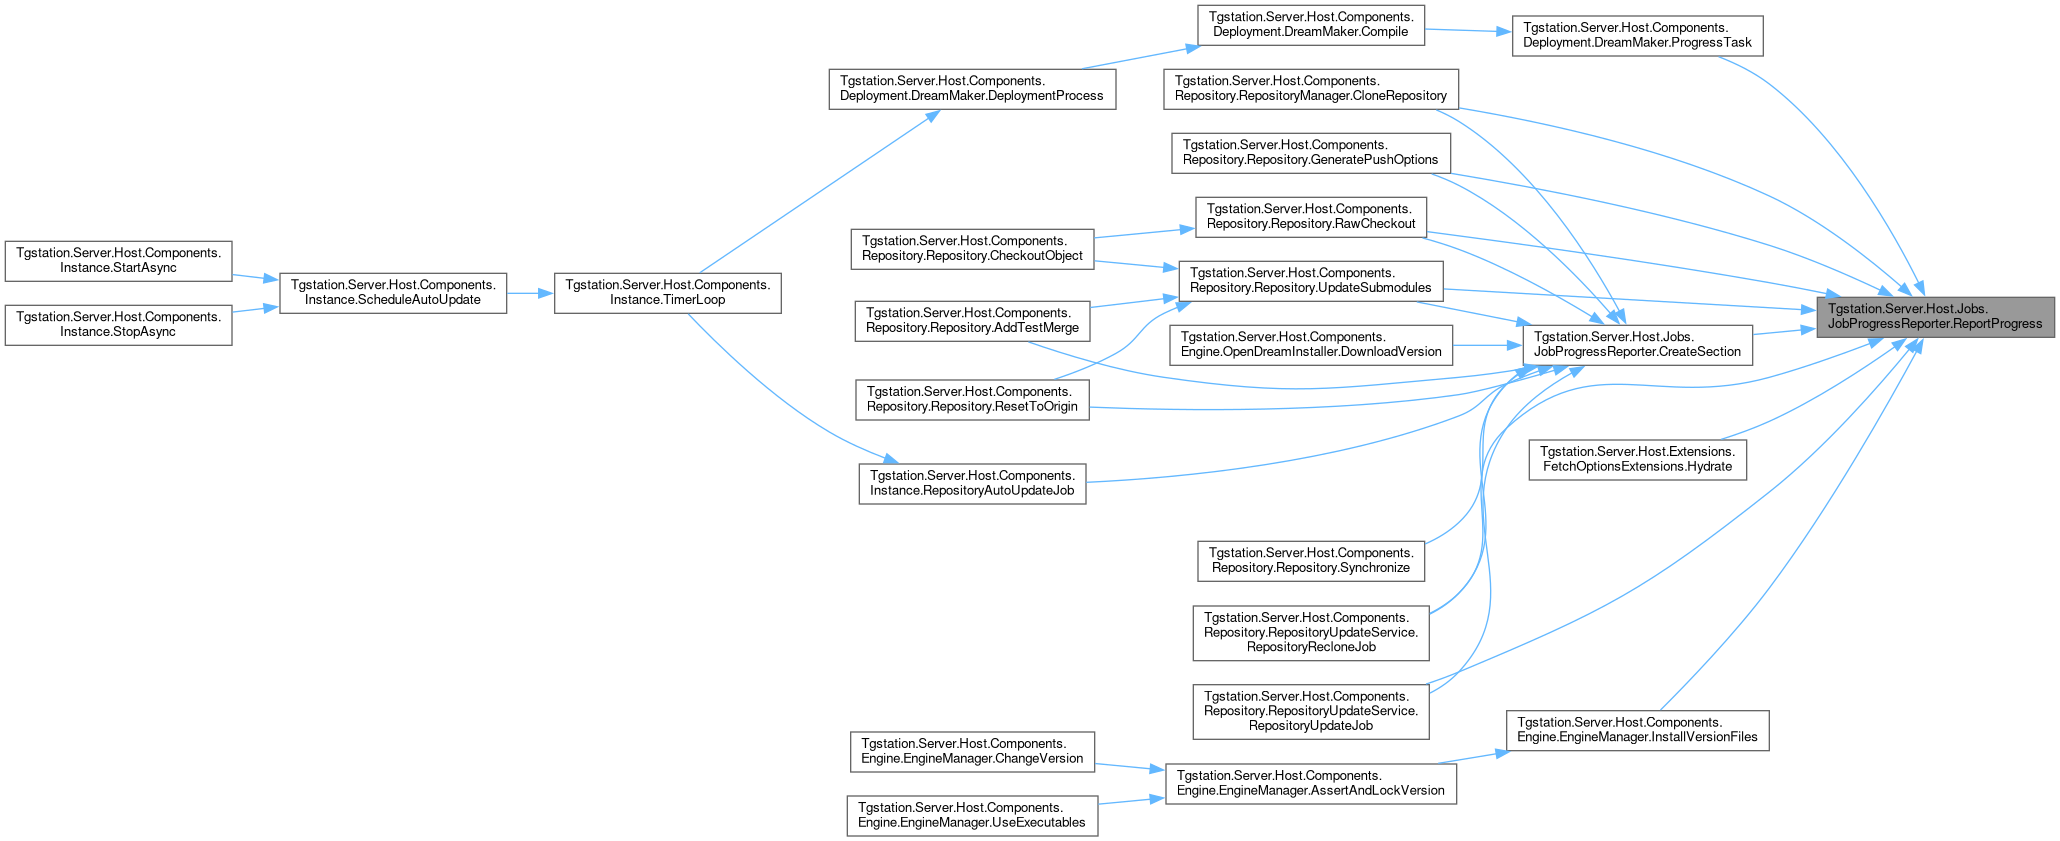 Tgstation.Server.Host.Components.
Deployment.DreamMaker.Compile
Tgstation.Server.Host.Components.
Deployment.DreamMaker.ProgressTask
Tgstation.Server.Host.Components.
Deployment.DreamMaker.DeploymentProcess
Tgstation.Server.Host.Components.
Repository.RepositoryManager.CloneRepository
Tgstation.Server.Host.Components.
Repository.Repository.GeneratePushOptions
Tgstation.Server.Host.Components.
Repository.Repository.RawCheckout
Tgstation.Server.Host.Components.
Repository.Repository.CheckoutObject
Tgstation.Server.Host.Components.
Instance.StartAsync
Tgstation.Server.Host.Components.
Instance.ScheduleAutoUpdate
Tgstation.Server.Host.Components.
Instance.TimerLoop
Tgstation.Server.Host.Components.
Repository.Repository.UpdateSubmodules
Tgstation.Server.Host.Components.
Instance.StopAsync
Tgstation.Server.Host.Components.
Repository.Repository.AddTestMerge
Tgstation.Server.Host.Jobs.
JobProgressReporter.ReportProgress
Tgstation.Server.Host.Components.
Engine.OpenDreamInstaller.DownloadVersion
Tgstation.Server.Host.Jobs.
JobProgressReporter.CreateSection
Tgstation.Server.Host.Components.
Repository.Repository.ResetToOrigin
Tgstation.Server.Host.Extensions.
FetchOptionsExtensions.Hydrate
Tgstation.Server.Host.Components.
Instance.RepositoryAutoUpdateJob
Tgstation.Server.Host.Components.
Repository.Repository.Synchronize
Tgstation.Server.Host.Components.
Repository.RepositoryUpdateService.
RepositoryRecloneJob
Tgstation.Server.Host.Components.
Repository.RepositoryUpdateService.
RepositoryUpdateJob
Tgstation.Server.Host.Components.
Engine.EngineManager.InstallVersionFiles
Tgstation.Server.Host.Components.
Engine.EngineManager.ChangeVersion
Tgstation.Server.Host.Components.
Engine.EngineManager.AssertAndLockVersion
Tgstation.Server.Host.Components.
Engine.EngineManager.UseExecutables